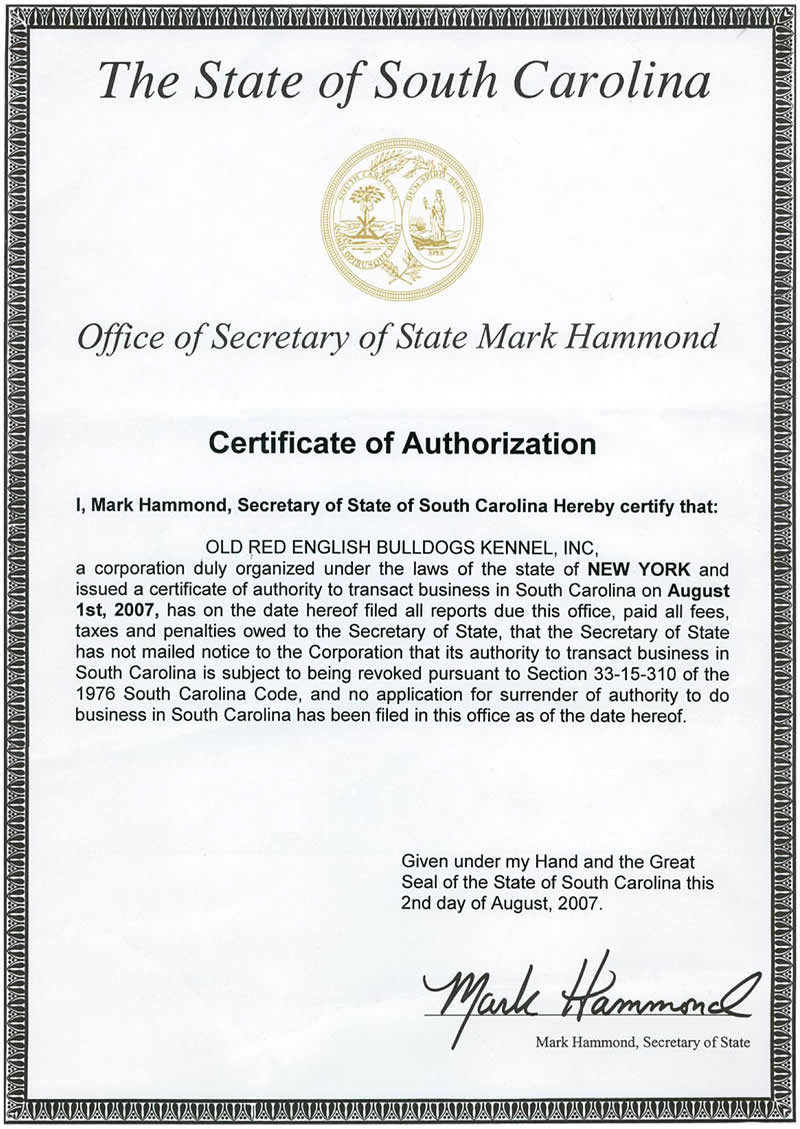 The State of South Carolina
SOUTH CAROLINA
DUM SPIRO SPERO
ANIMIS OPIBUSQUE PARATI
SPES
Office of Secretary of State Mark Hammond
Certificate of Authorization
I, Mark Hammond, Secretary of State of South Carolina Hereby certify that:
OLD RED ENGLISH BULLDOGS KENNEL, INC,
a corporation duly organized under the laws of the state of NEW YORK and
issued a certificate of authority to transact business in South Carolina on August
1st, 2007, has on the date hereof filed all reports due this office, paid all fees,
taxes and penalties owed to the Secretary of State, that the Secretary of State
has not mailed notice to the Corporation that its authority to transact business in
South Carolina is subject to being revoked pursuant to Section 33-15-310 of the
1976 South Carolina Code, and no application for surrender of authority to do
business in South Carolina has been filed in this office as of the date hereof.
Given under my Hand and the Great
Seal of the State of South Carolina this
2nd day of August, 2007.
Mark Hammond
Mark Hammond, Secretary of State